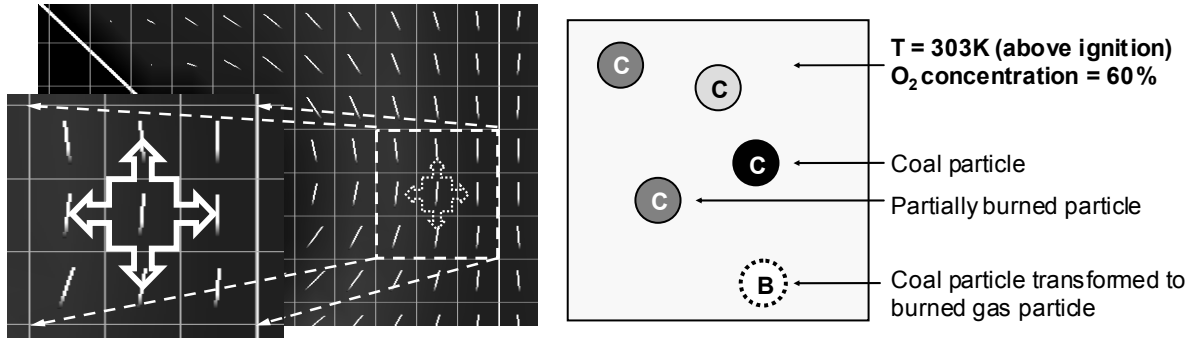 C
C
C
C
B
T = 303K (above ignition)
O₂ concentration = 60%
Coal particle
Partially burned particle
Coal particle transformed to
burned gas particle